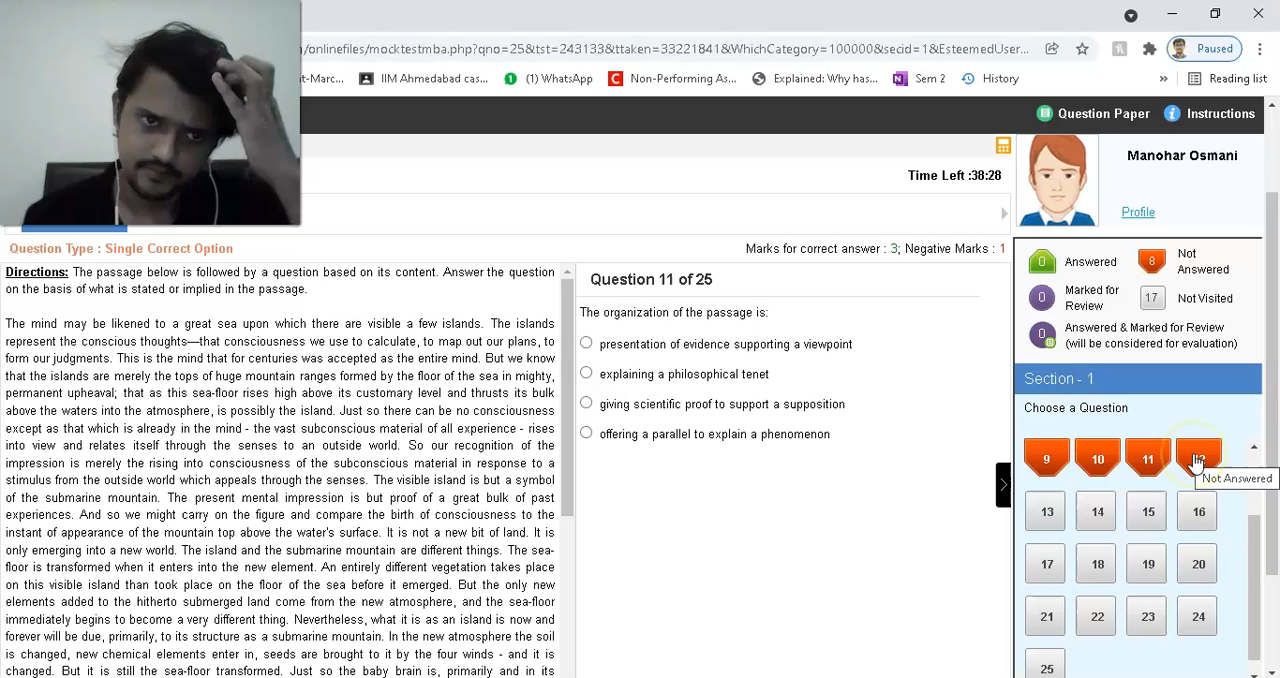 /onlinefiles/mocktestmba.php?qno=25&tst=243133&ttaken=33221841&WhichCategory=100000&secid=1&EsteemedUser...
Paused
nt-Marc...
IIM Ahmedabad cas...
(1) WhatsApp
Non-Performing As...
Explained: Why has...
Sem 2
History
»
Reading list
Question Paper
Instructions
Manohar Osmani
Profile
Time Left :38:28
Question Type : Single Correct Option
Marks for correct answer : 3; Negative Marks : 1
Directions: The passage below is followed by a question based on its content. Answer the question
on the basis of what is stated or implied in the passage.
The mind may be likened to a great sea upon which there are visible a few islands. The islands
represent the conscious thoughts—that consciousness we use to calculate, to map out our plans, to
form our judgments. This is the mind that for centuries was accepted as the entire mind. But we know
that the islands are merely the tops of huge mountain ranges formed by the floor of the sea in mighty,
permanent upheaval; that as this sea-floor rises high above its customary level and thrusts its bulk
above the waters into the atmosphere, is possibly the island. Just so there can be no consciousness
except as that which is already in the mind - the vast subconscious material of all experience - rises
into view and relates itself through the senses to an outside world. So our recognition of the
impression is merely the rising into consciousness of the subconscious material in response to a
stimulus from the outside world which appeals through the senses. The visible island is but a symbol
of the submarine mountain. The present mental impression is but proof of a great bulk of past
experiences. And so we might carry on the figure and compare the birth of consciousness to the
instant of appearance of the mountain top above the water's surface. It is not a new bit of land. It is
only emerging into a new world. The island and the submarine mountain are different things. The sea-
floor is transformed when it enters into the new element. An entirely different vegetation takes place
on this visible island than took place on the floor of the sea before it emerged. But the only new
elements added to the hitherto submerged land come from the new atmosphere, and the sea-floor
immediately begins to become a very different thing. Nevertheless, what it is as an island is now and
forever will be due, primarily, to its structure as a submarine mountain. In the new atmosphere the soil
is changed, new chemical elements enter in, seeds are brought to it by the four winds - and it is
changed. But it is still the sea-floor transformed. Just so the baby brain is, primarily and in its
Question 11 of 25
The organization of the passage is:
presentation of evidence supporting a viewpoint
explaining a philosophical tenet
giving scientific proof to support a supposition
offering a parallel to explain a phenomenon
0 Answered
8 Not
Answered
0 Marked for
Review
17 Not Visited
0 Answered & Marked for Review
(will be considered for evaluation)
Section - 1
Choose a Question
9 10 11
Not Answered
13 14 15 16
17 18 19 20
21 22 23 24
25